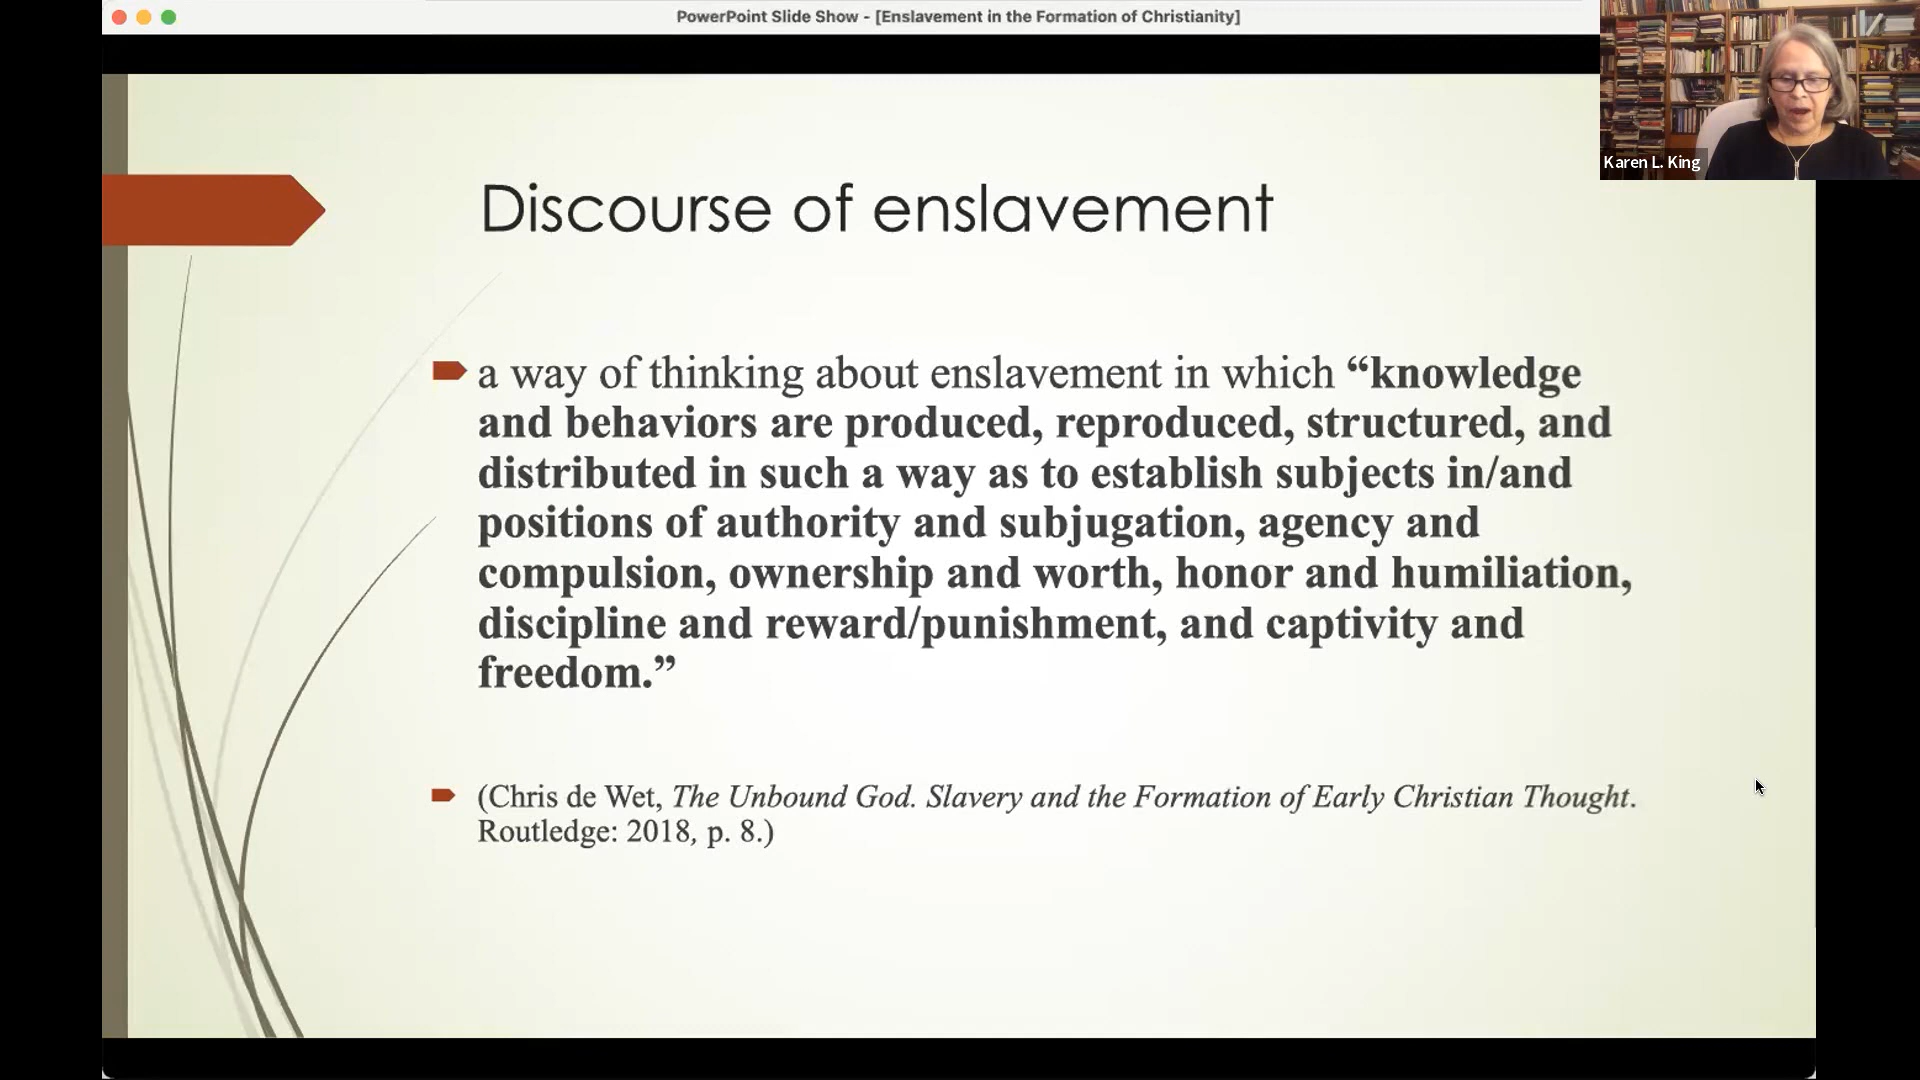 PowerPoint Slide Show - [Enslavement in the Formation of Christianity]
Karen L. King
Discourse of enslavement
a way of thinking about enslavement in which “knowledge
and behaviors are produced, reproduced, structured, and
distributed in such a way as to establish subjects in/and
positions of authority and subjugation, agency and
compulsion, ownership and worth, honor and humiliation,
discipline and reward/punishment, and captivity and
freedom.”
(Chris de Wet, The Unbound God. Slavery and the Formation of Early Christian Thought.
Routledge: 2018, p. 8.)